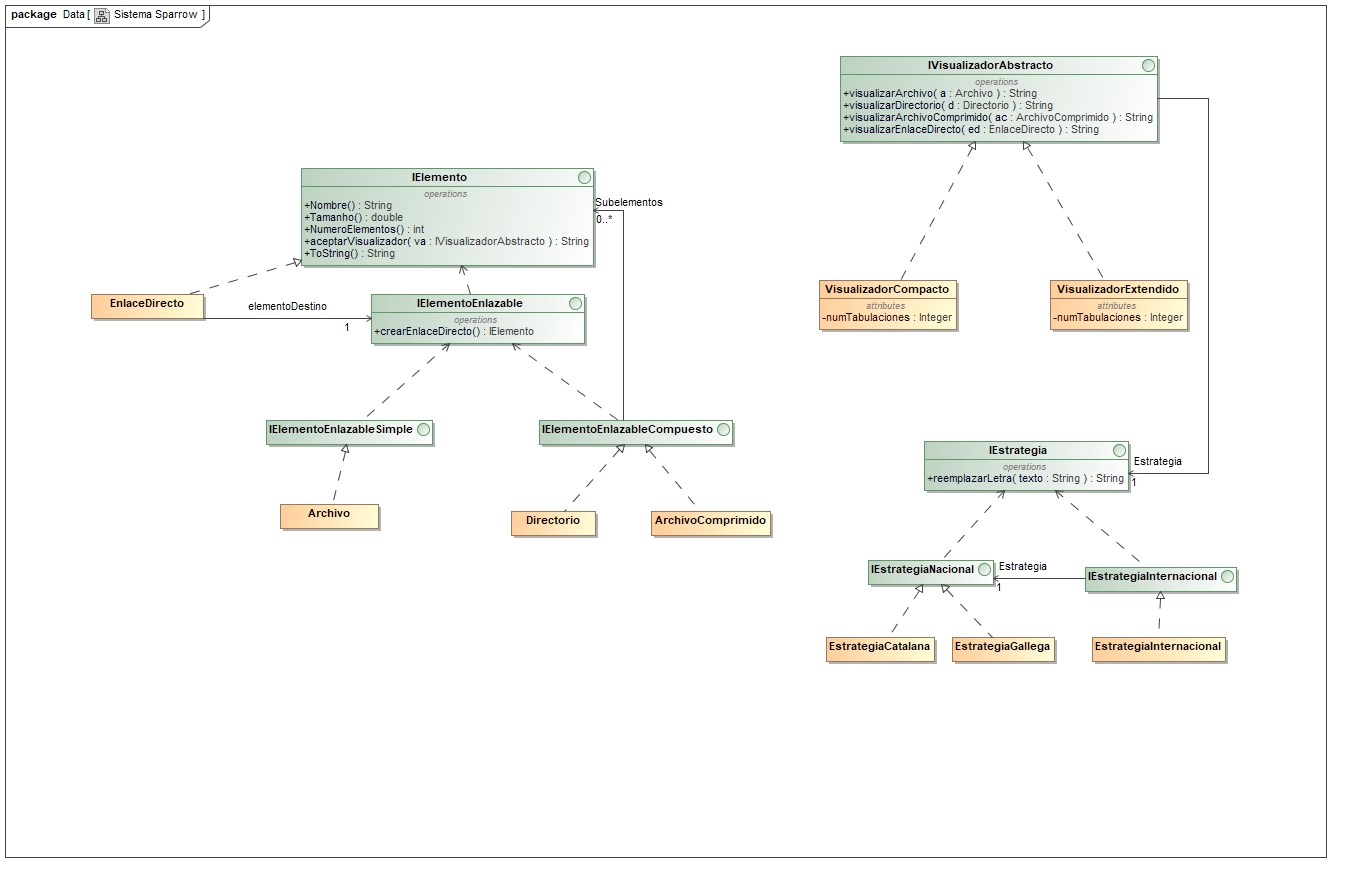 package Data [ Sistema Sparrow ]
IVisualizadorAbstracto
operations
+visualizarArchivo( a : Archivo ) : String
+visualizarDirectorio( d : Directorio ) : String
+visualizarArchivoComprimido( ac : ArchivoComprimido ) : String
+visualizarEnlaceDirecto( ed : EnlaceDirecto ) : String
IElemento
operations
+Nombre() : String
+Tamanho() : double
+NumeroElementos() : int
+aceptarVisualizador( va : IVisualizadorAbstracto ) : String
+ToString() : String
Subelementos
0..*
EnlaceDirecto
elementoDestino
1
IElementoEnlazable
operations
+crearEnlaceDirecto() : IElemento
VisualizadorCompacto
attributes
-numTabulaciones : Integer
VisualizadorExtendido
attributes
-numTabulaciones : Integer
IElementoEnlazableSimple
IElementoEnlazableCompuesto
Archivo
Directorio
ArchivoComprimido
IEstrategia
operations
+reemplazarLetra( texto : String ) : String
Estrategia
1
IEstrategiaNacional
Estrategia
1
IEstrategiaInternacional
EstrategiaCatalana
EstrategiaGallega
EstrategiaInternacional